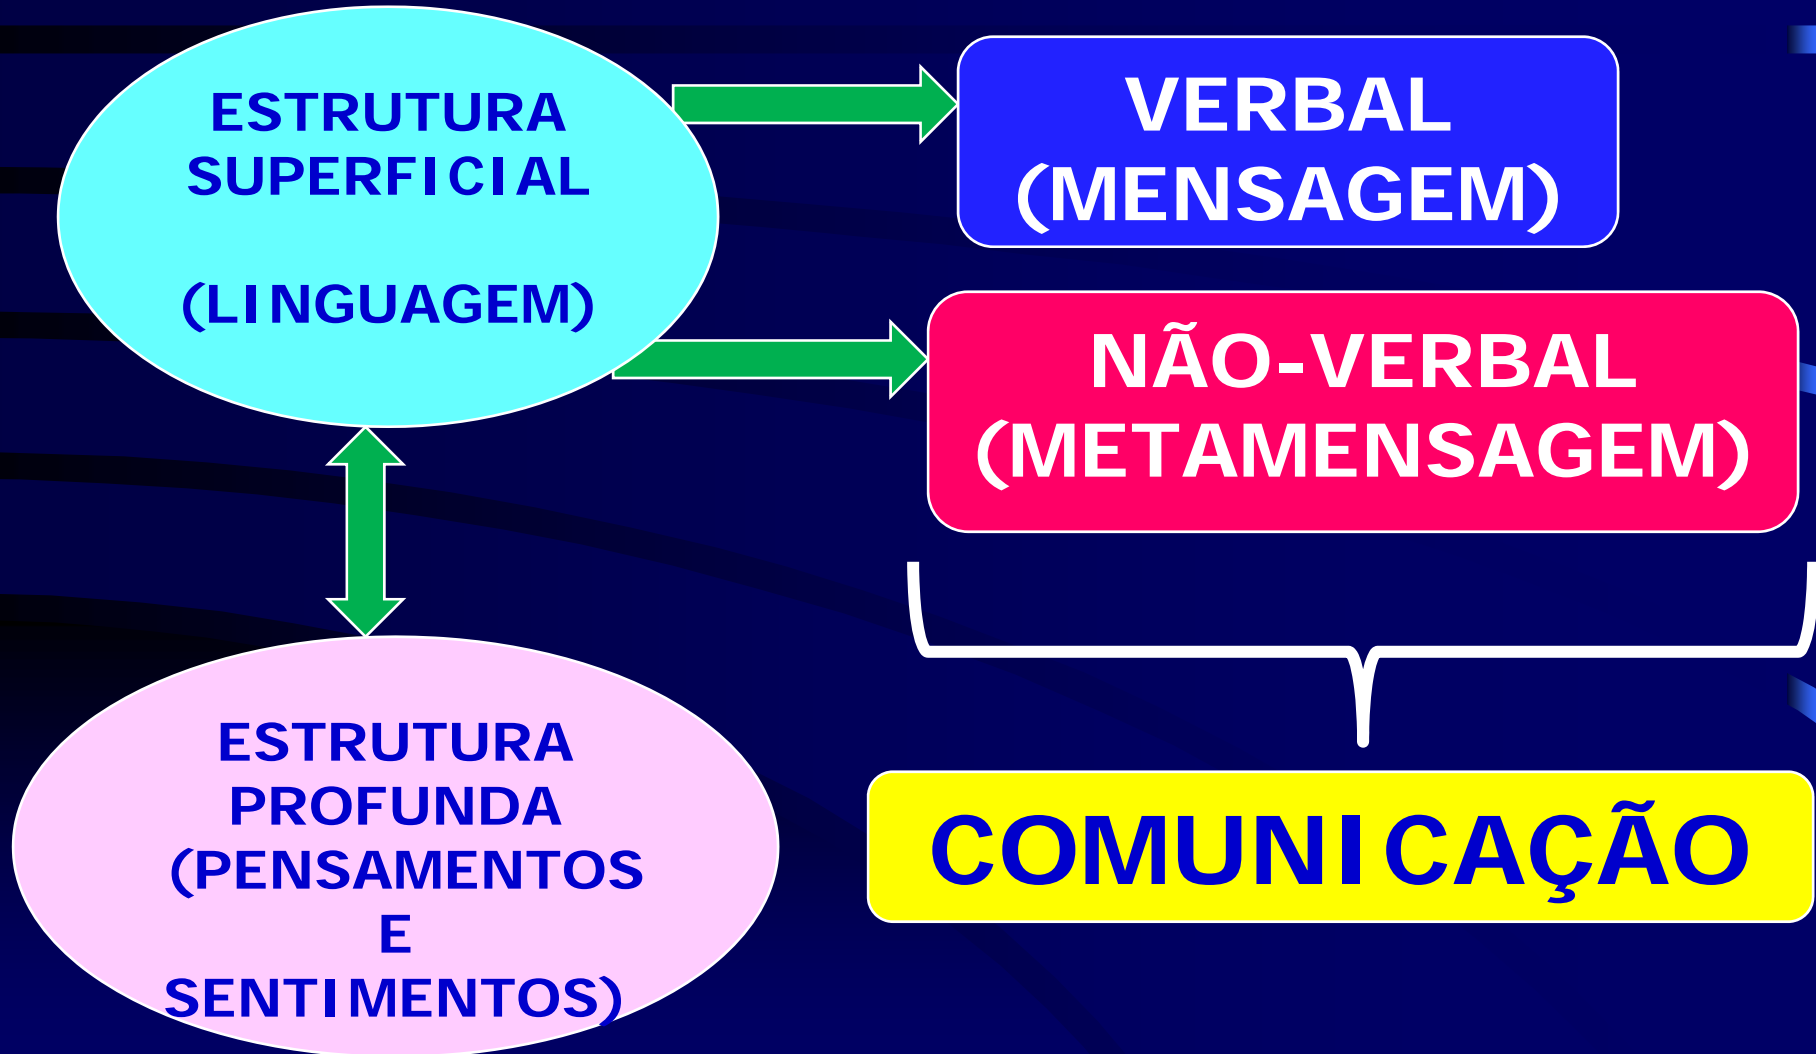 ESTRUTURA
SUPERFICIAL
(LINGUAGEM)
VERBAL
(MENSAGEM)
NÃO-VERBAL
(METAMENSAGEM)
ESTRUTURA
PROFUNDA
(PENSAMENTOS
E
SENTIMENTOS)
COMUNICAÇÃO